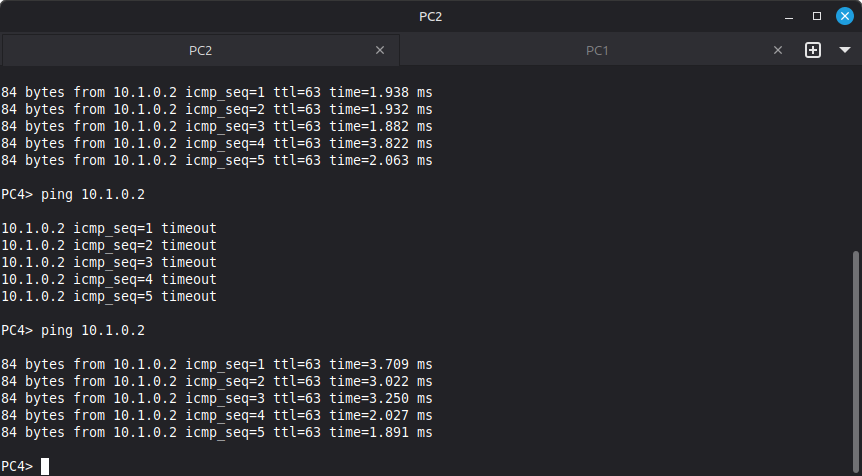 PC2
PC2
PC1
84 bytes from 10.1.0.2 icmp_seq=1 ttl=63 time=1.938 ms
84 bytes from 10.1.0.2 icmp_seq=2 ttl=63 time=1.932 ms
84 bytes from 10.1.0.2 icmp_seq=3 ttl=63 time=1.882 ms
84 bytes from 10.1.0.2 icmp_seq=4 ttl=63 time=3.822 ms
84 bytes from 10.1.0.2 icmp_seq=5 ttl=63 time=2.063 ms
PC4> ping 10.1.0.2
10.1.0.2 icmp_seq=1 timeout
10.1.0.2 icmp_seq=2 timeout
10.1.0.2 icmp_seq=3 timeout
10.1.0.2 icmp_seq=4 timeout
10.1.0.2 icmp_seq=5 timeout
PC4> ping 10.1.0.2
84 bytes from 10.1.0.2 icmp_seq=1 ttl=63 time=3.709 ms
84 bytes from 10.1.0.2 icmp_seq=2 ttl=63 time=3.022 ms
84 bytes from 10.1.0.2 icmp_seq=3 ttl=63 time=3.250 ms
84 bytes from 10.1.0.2 icmp_seq=4 ttl=63 time=2.027 ms
84 bytes from 10.1.0.2 icmp_seq=5 ttl=63 time=1.891 ms
PC4>